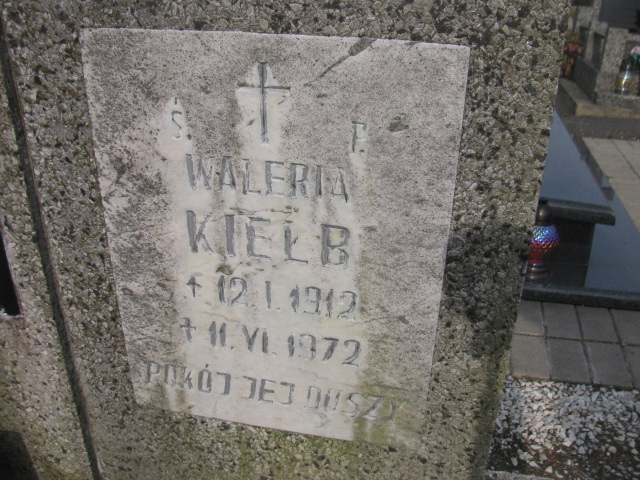 Ś. P.
WALERIA
KIEŁB
* 12. I. 1912
+ 11. VI. 1972
POKÓJ JEJ DUSZY